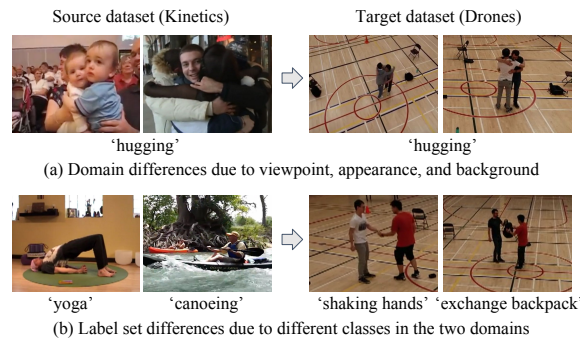 Source dataset (Kinetics) Target dataset (Drones)
‘hugging’ ‘hugging’
(a) Domain differences due to viewpoint, appearance, and background
‘yoga’ ‘canoeing’ ‘shaking hands’ ‘exchange backpack’
(b) Label set differences due to different classes in the two domains